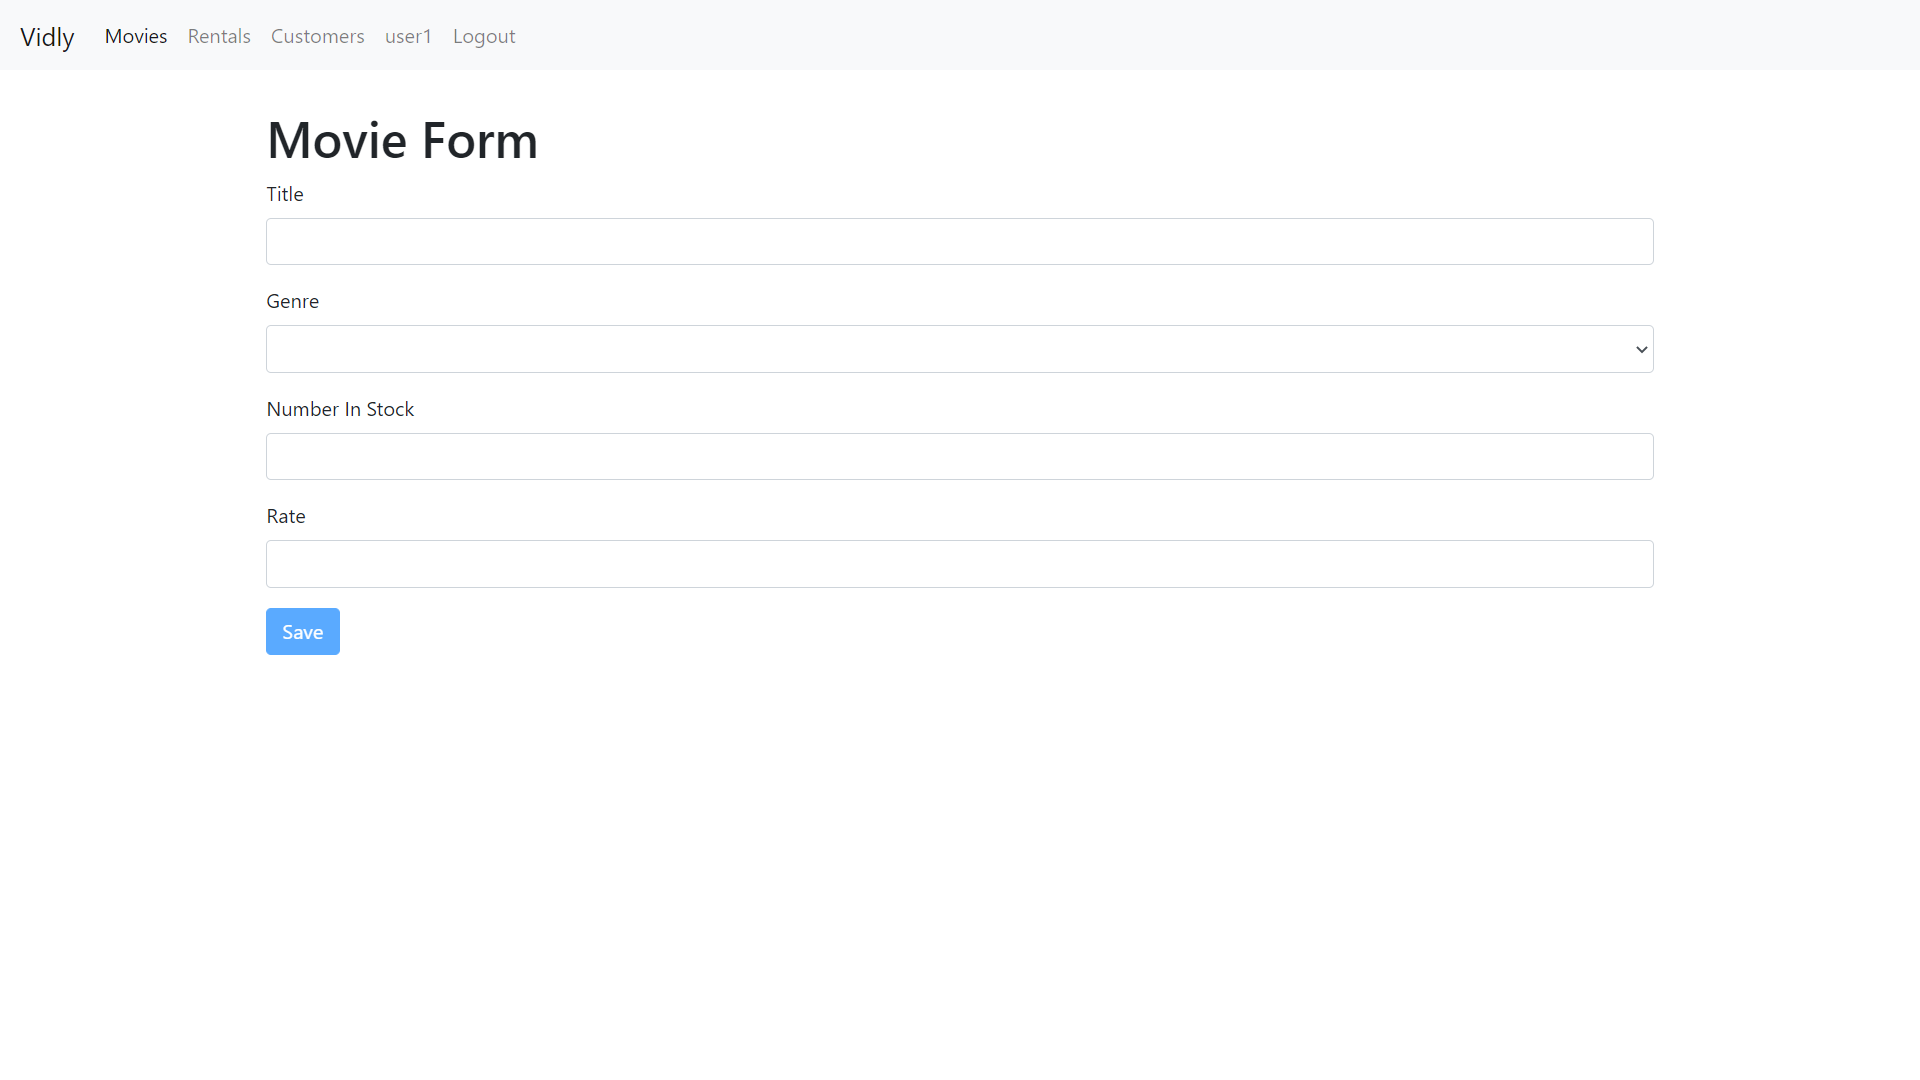 Vidly Movies Rentals Customers user1 Logout
Movie Form
Title
Genre
Number In Stock
Rate
Save